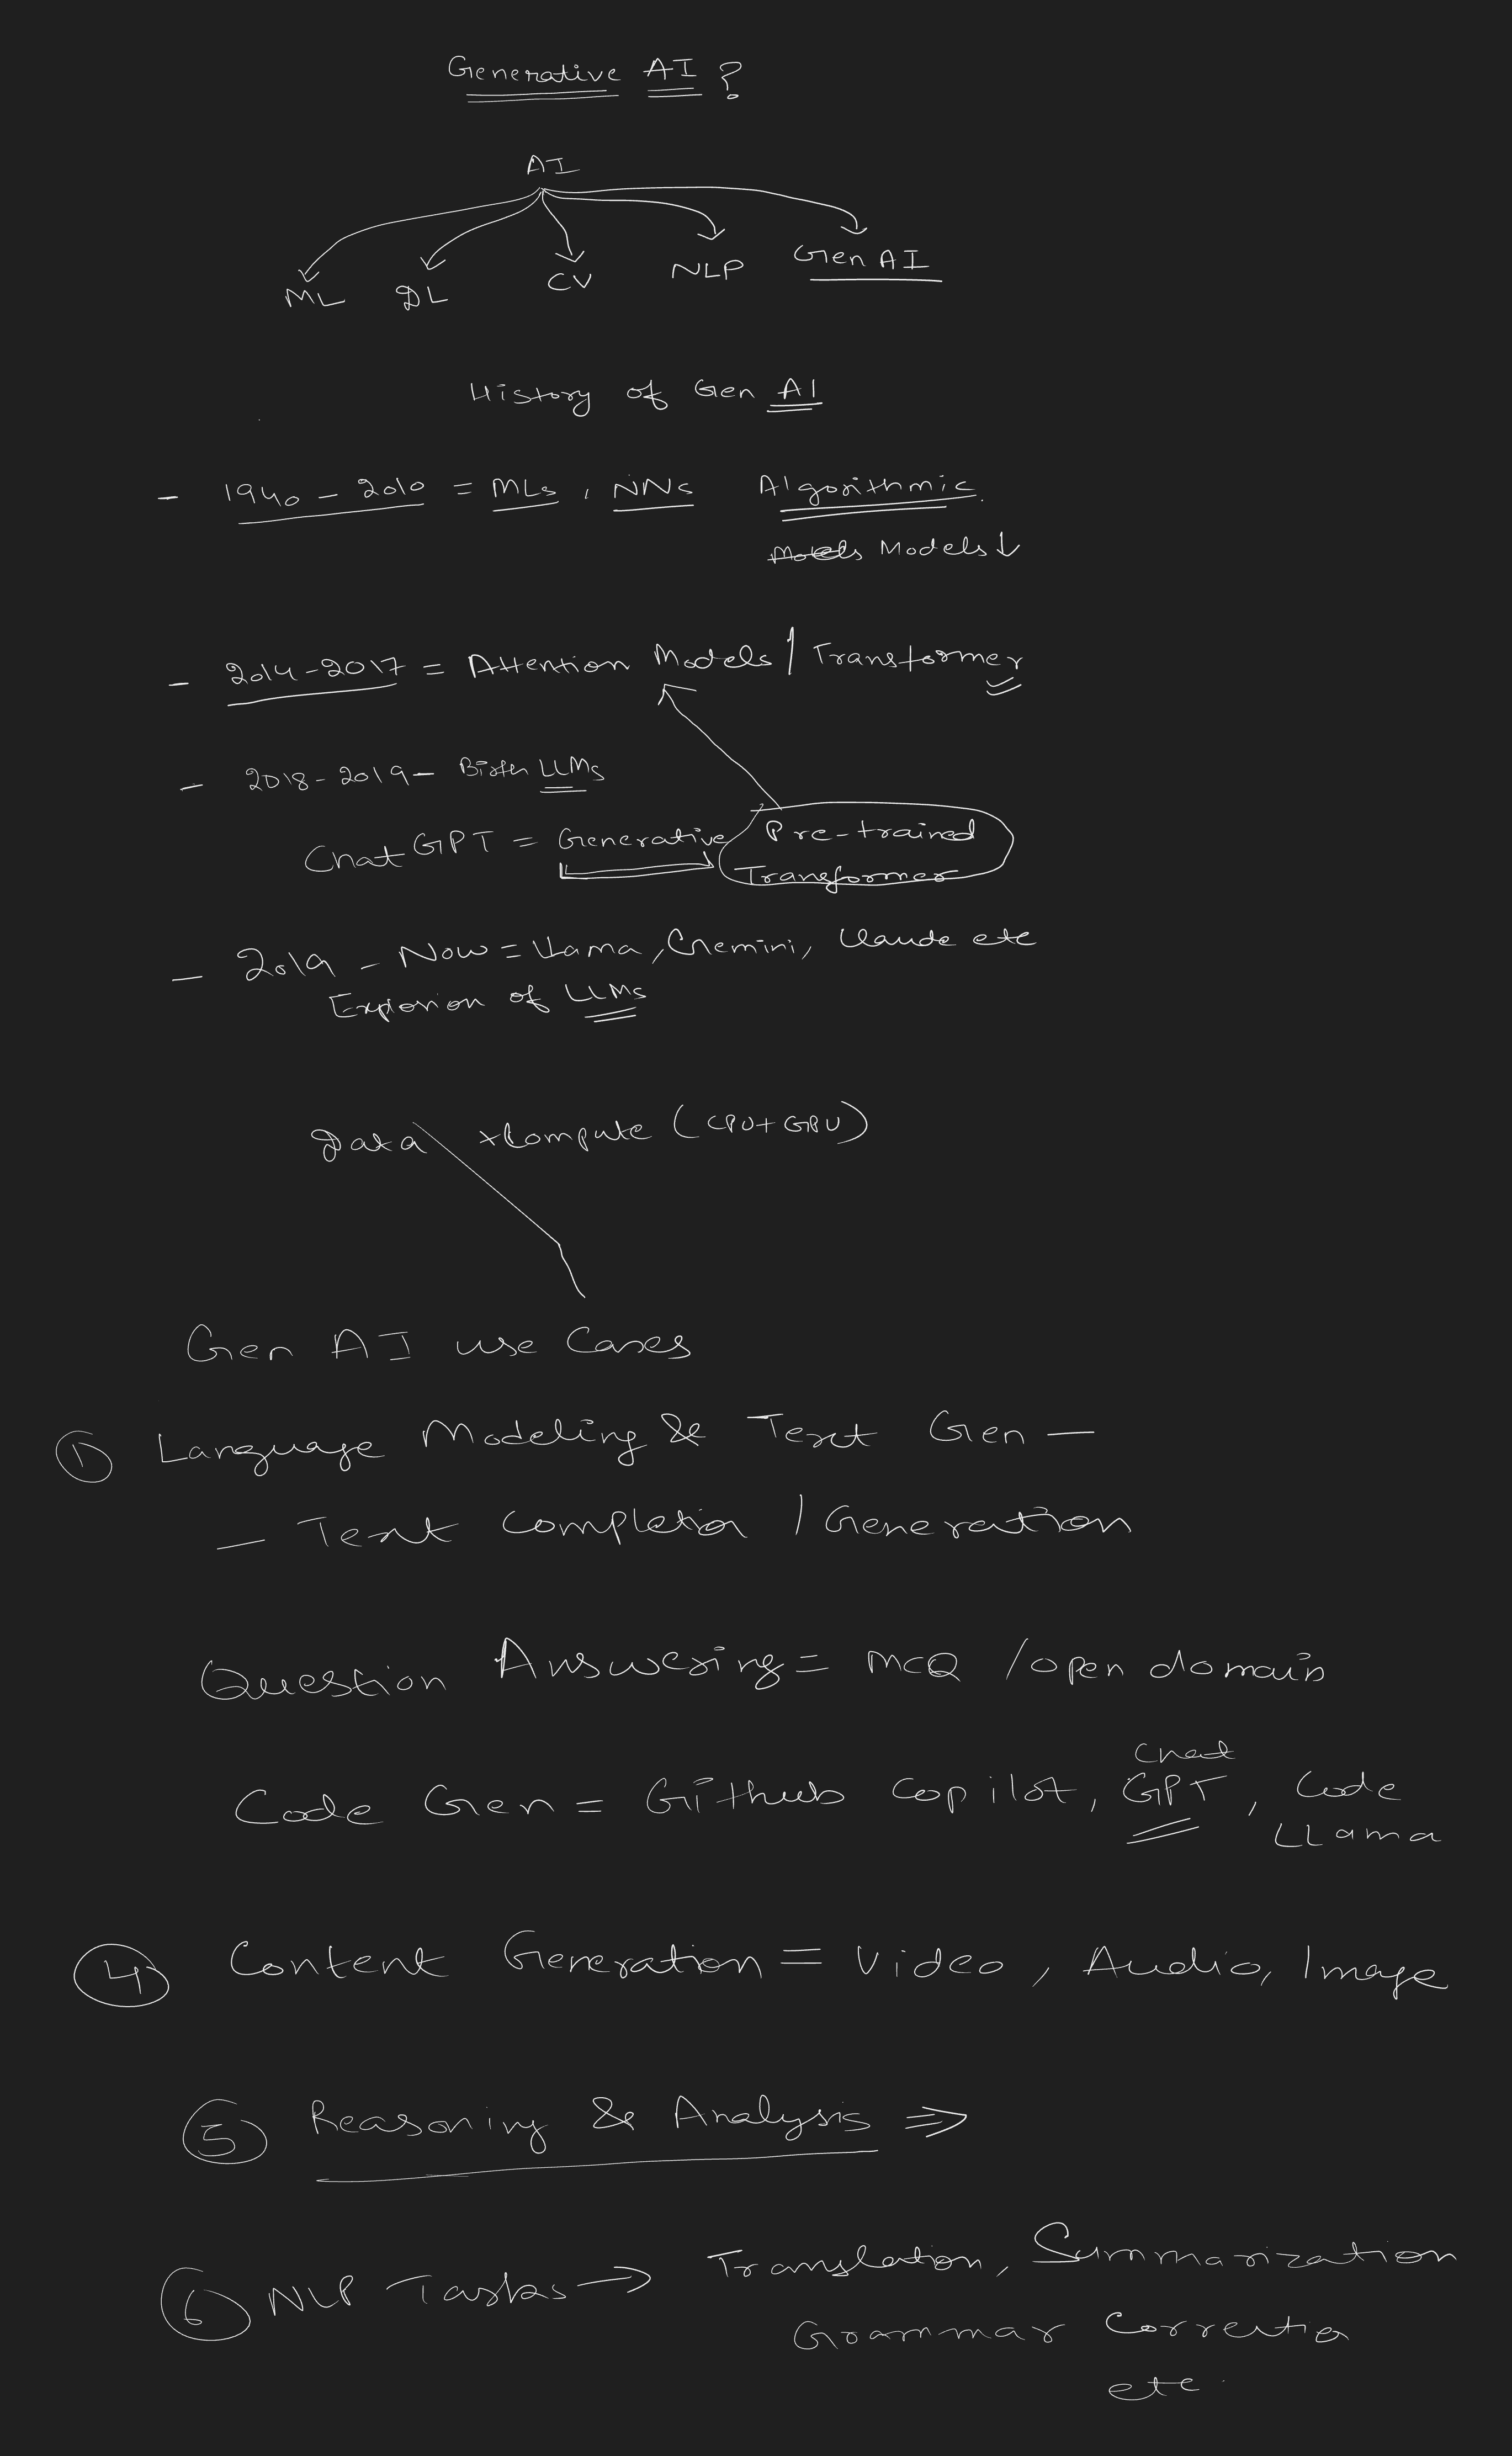 Generative AI ?
AI
ML DL CV NLP Gen AI
History of Gen AI
- 1940 - 2010 = MLs, NNs Algorithmic.
Models Models ↓
- 2014-2017 = Attention Models / Transformer
- 2018-2019 - Birth LLMs
ChatGPT = Generative Pre-trained
Transformer
- 2019 - Now = Llama, Gemini, Claude etc
Explosion of LLMs
Data + Compute (CPU + GPU)
Gen AI use Cases
① Language Modeling & Text Gen -
- Text Completion / Generation
Question Answering = MCQ / open domain
Chat
Code Gen = Github Copilot, GPT, Code
LLama
④ Content Generation = Video, Audio, Image
⑤ Reasoning & Analysis ⇒
⑥ NLP Tasks → Translation, Summarization
Grammar Correction
etc.